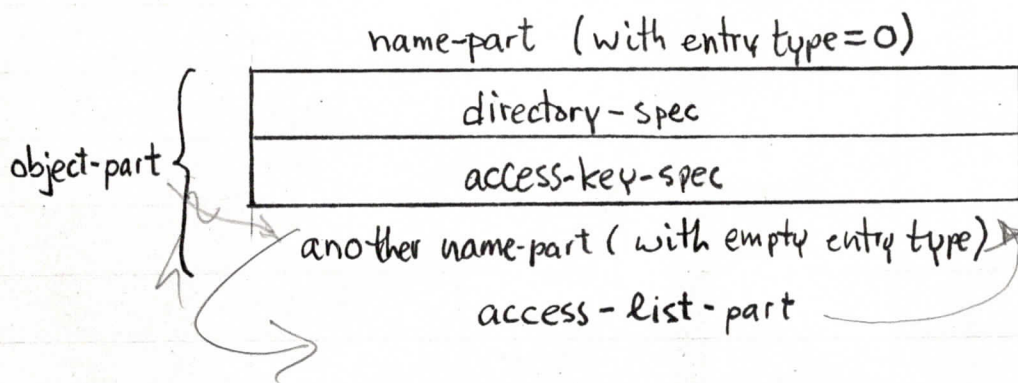 name-part (with entry type=0)
directory-spec
object-part
access-key-spec
another name-part (with empty entry type)
access-list-part